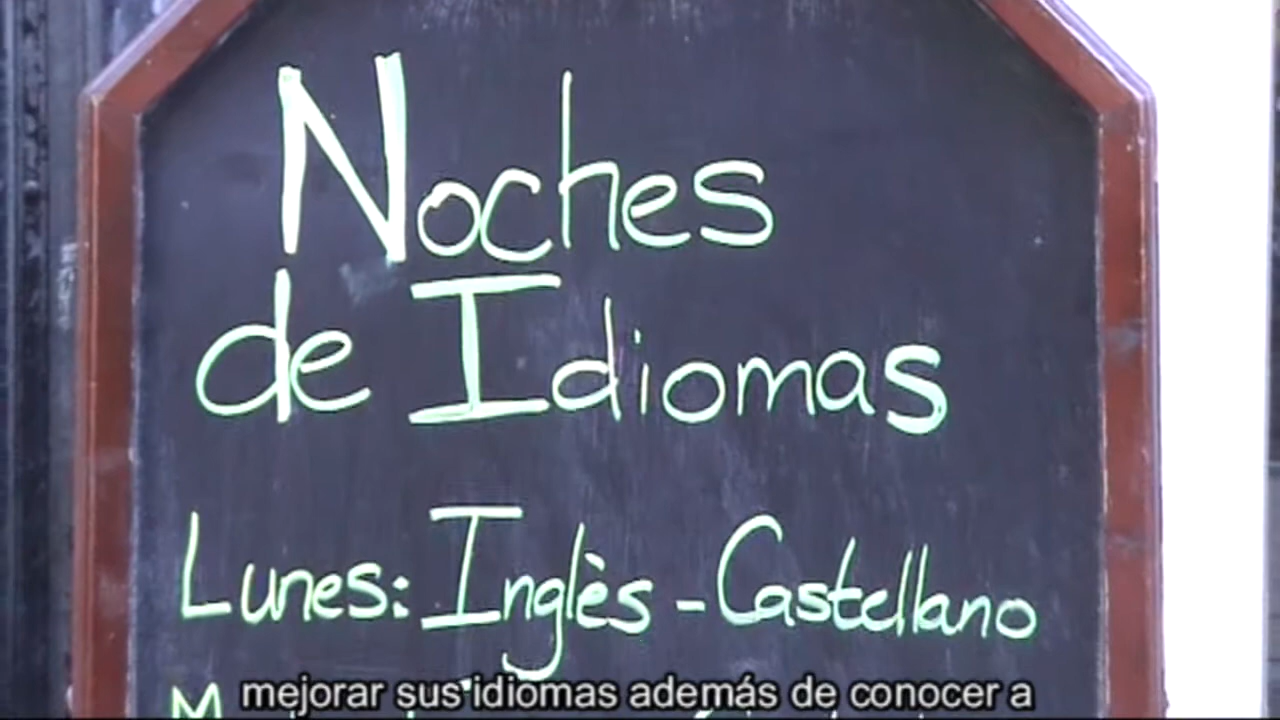 Noches
de Idiomas
Lunes: Inglès - Castellano
mejorar sus idiomas además de conocer a